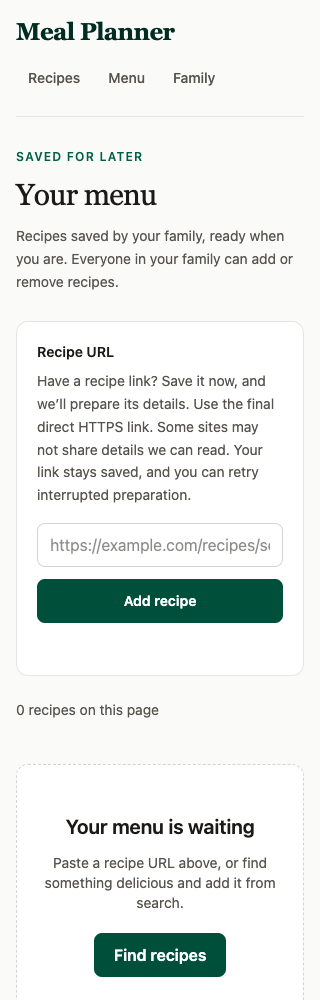 Meal Planner
Recipes Menu Family
SAVED FOR LATER
Your menu
Recipes saved by your family, ready when
you are. Everyone in your family can add or
remove recipes.
Recipe URL
Have a recipe link? Save it now, and
we’ll prepare its details. Use the final
direct HTTPS link. Some sites may
not share details we can read. Your
link stays saved, and you can retry
interrupted preparation.
https://example.com/recipes/s
Add recipe
0 recipes on this page
Your menu is waiting
Paste a recipe URL above, or find
something delicious and add it from
search.
Find recipes